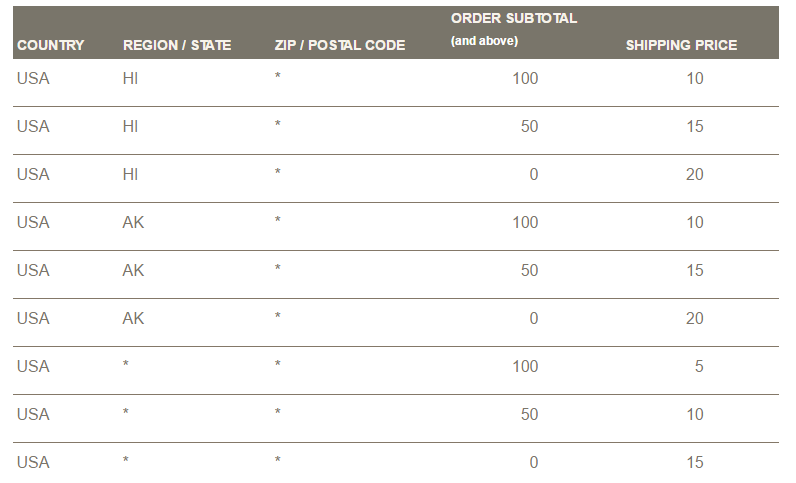 COUNTRY REGION / STATE ZIP / POSTAL CODE ORDER SUBTOTAL (and above) SHIPPING PRICE
USA HI * 100 10
USA HI * 50 15
USA HI * 0 20
USA AK * 100 10
USA AK * 50 15
USA AK * 0 20
USA * * 100 5
USA * * 50 10
USA * * 0 15